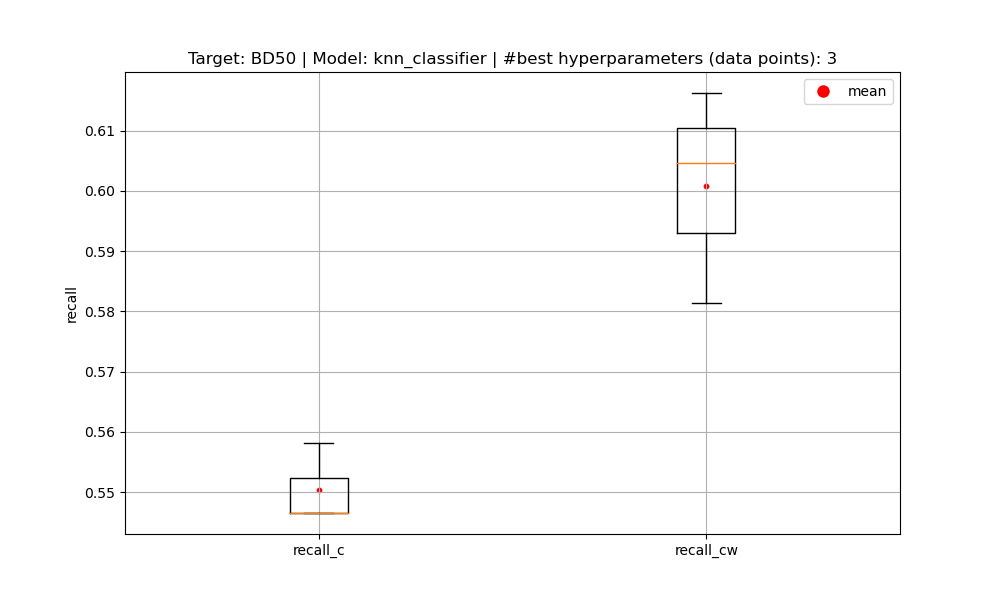 Target: BD50 | Model: knn_classifier | #best hyperparameters (data points): 3
mean
0.61
0.60
0.59
0.58
0.57
0.56
0.55
recall
recall_c
recall_cw